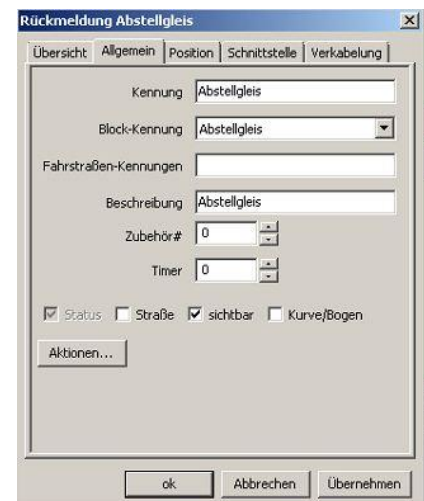 Rückmeldung Abstellgleis
Übersicht Allgemein Position Schnittstelle Verkabelung
Kennung Abstellgleis
Block-Kennung Abstellgleis
Fahrstraßen-Kennungen
Beschreibung Abstellgleis
Zubehör# 0
Timer 0
Status Straße sichtbar Kurve/Bogen
Aktionen...
ok Abbrechen Übernehmen